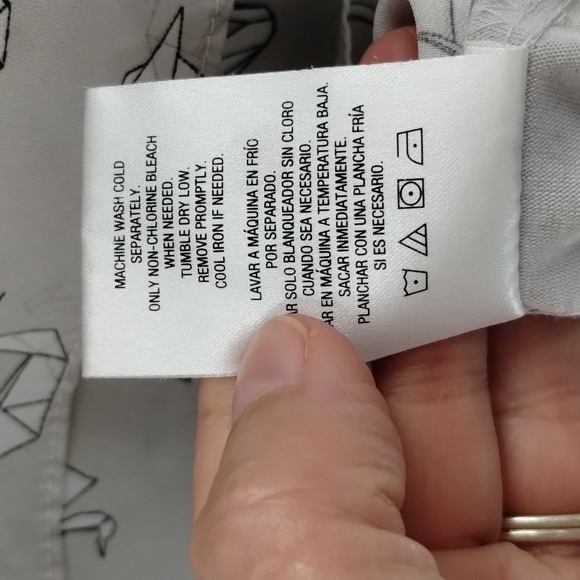 MACHINE WASH COLD
SEPARATELY.
ONLY NON-CHLORINE BLEACH
WHEN NEEDED.
TUMBLE DRY LOW.
REMOVE PROMPTLY.
COOL IRON IF NEEDED.
LAVAR A MÁQUINA EN FRÍO
POR SEPARADO.
SOLO BLANQUEADOR SIN CLORO
CUANDO SEA NECESARIO.
EN MÁQUINA A TEMPERATURA BAJA.
SACAR INMEDIATAMENTE.
PLANCHAR CON UNA PLANCHA FRÍA
SI ES NECESARIO.